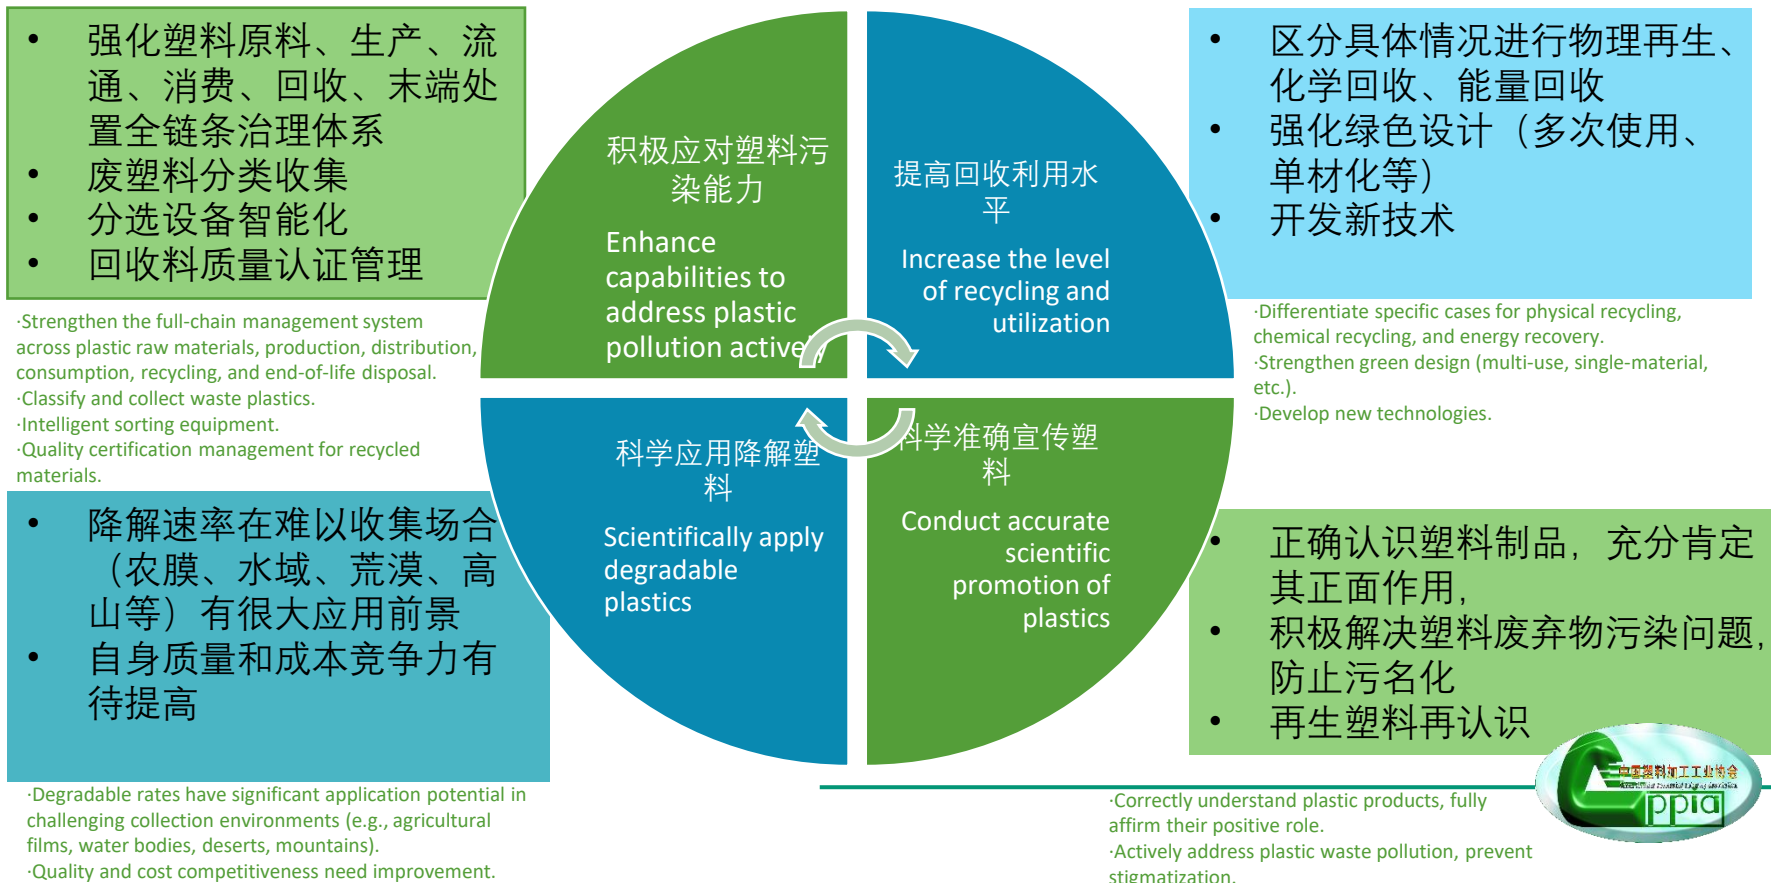 • 强化塑料原料、生产、流
通、消费、回收、末端处
置全链条治理体系
• 废塑料分类收集
• 分选设备智能化
• 回收料质量认证管理
·Strengthen the full-chain management system
across plastic raw materials, production, distribution,
consumption, recycling, and end-of-life disposal.
·Classify and collect waste plastics.
·Intelligent sorting equipment.
·Quality certification management for recycled
materials.
积极应对塑料污
染能力
Enhance
capabilities to
address plastic
pollution actively
提高回收利用水
平
Increase the level
of recycling and
utilization
• 区分具体情况进行物理再生、
化学回收、能量回收
• 强化绿色设计（多次使用、
单材化等）
• 开发新技术
·Differentiate specific cases for physical recycling,
chemical recycling, and energy recovery.
·Strengthen green design (multi-use, single-material,
etc.).
·Develop new technologies.
• 降解速率在难以收集场合
（农膜、水域、荒漠、高
山等）有很大应用前景
• 自身质量和成本竞争力有
待提高
·Degradable rates have significant application potential in
challenging collection environments (e.g., agricultural
films, water bodies, deserts, mountains).
·Quality and cost competitiveness need improvement.
科学应用降解塑
料
Scientifically apply
degradable
plastics
科学准确宣传塑
料
Conduct accurate
scientific
promotion of
plastics
• 正确认识塑料制品，充分肯定
其正面作用，
• 积极解决塑料废弃物污染问题，
防止污名化
• 再生塑料再认识
·Correctly understand plastic products, fully
affirm their positive role.
·Actively address plastic waste pollution, prevent
stigmatization.
中国塑料加工工业协会
Cppia